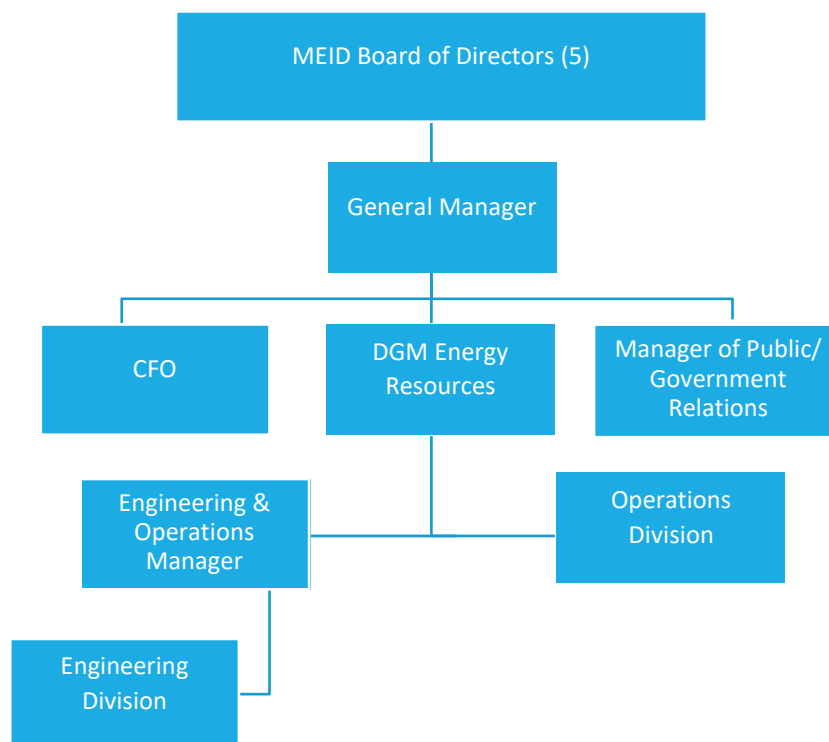 MEID Board of Directors (5)
General Manager
CFO
DGM Energy
Resources
Manager of Public/
Government
Relations
Engineering &
Operations
Manager
Operations
Division
Engineering
Division